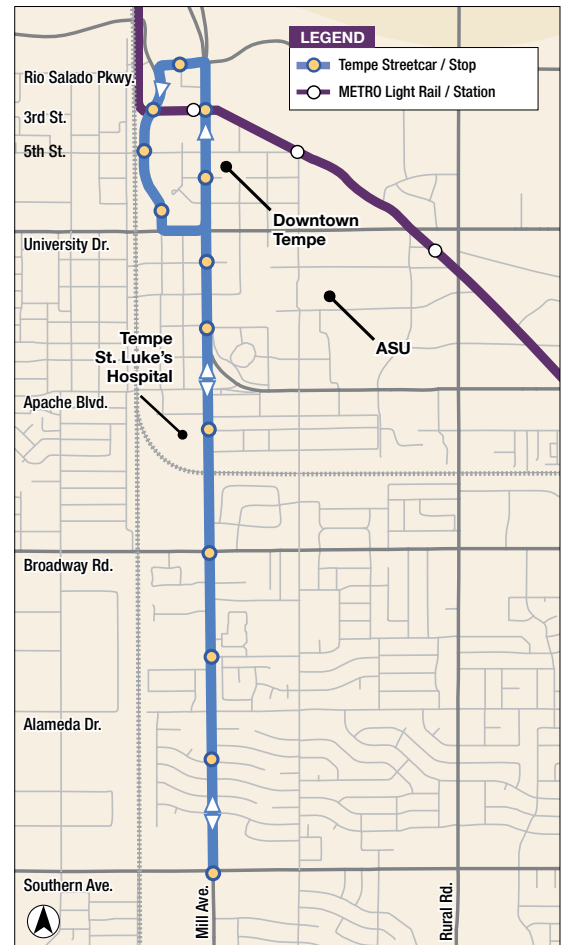 LEGEND
Tempe Streetcar / Stop
METRO Light Rail / Station
Rio Salado Pkwy.
3rd St.
5th St.
Downtown
Tempe
University Dr.
Tempe
St. Luke's
Hospital
ASU
Apache Blvd.
Broadway Rd.
Alameda Dr.
Southern Ave.
Mill Ave.
Rural Rd.